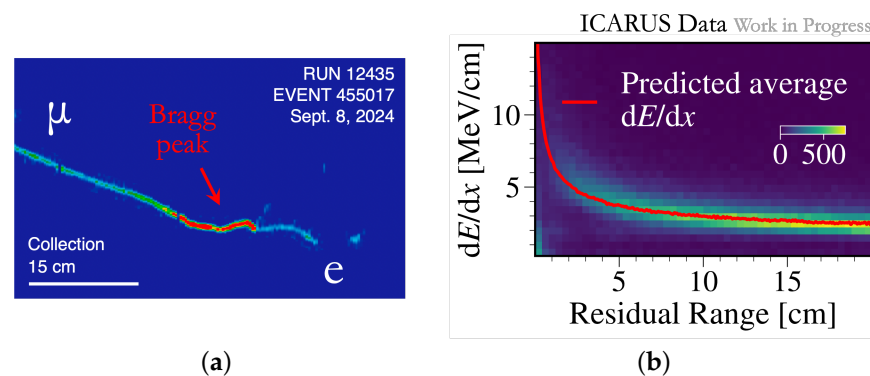 (a)
RUN 12435
EVENT 455017
Sept. 8, 2024
μ
Bragg
peak
Collection
15 cm
e
(b)
ICARUS Data Work in Progress
dE/dx [MeV/cm]
10
5
Predicted average
dE/dx
0 500
5 10 15
Residual Range [cm]
(a)
(b)